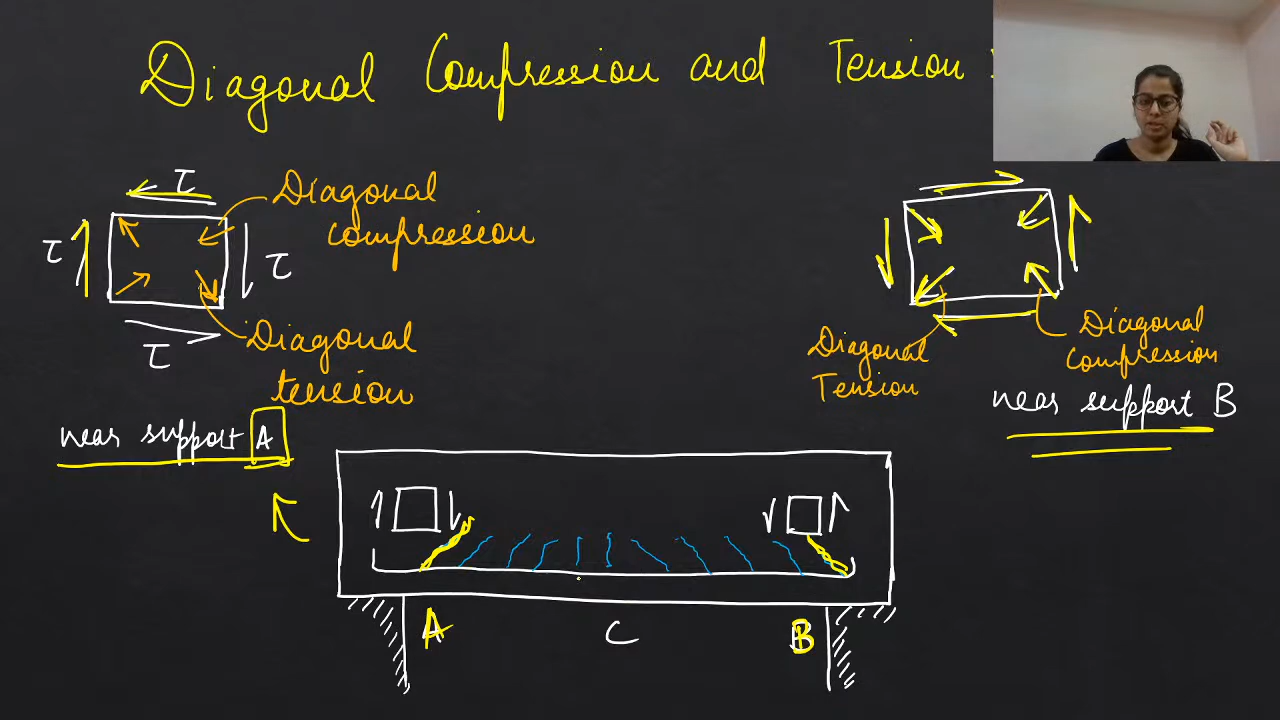 Diagonal Compression and Tension :
τ
Diagonal
compression
τ
τ
τ
Diagonal
tension
near support A
Diagonal
Tension
Diagonal
compression
near support B
A
C
B